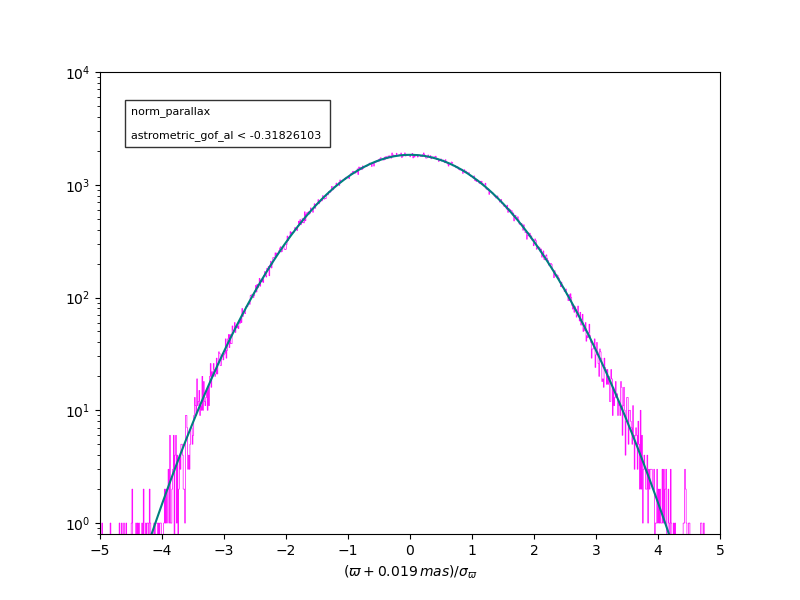 10^4
norm_parallax
astrometric_gof_al < -0.31826103
10^3
10^2
10^1
10^0
−5 −4 −3 −2 −1 0 1 2 3 4 5
(ϖ + 0.019 mas)/σ_ϖ